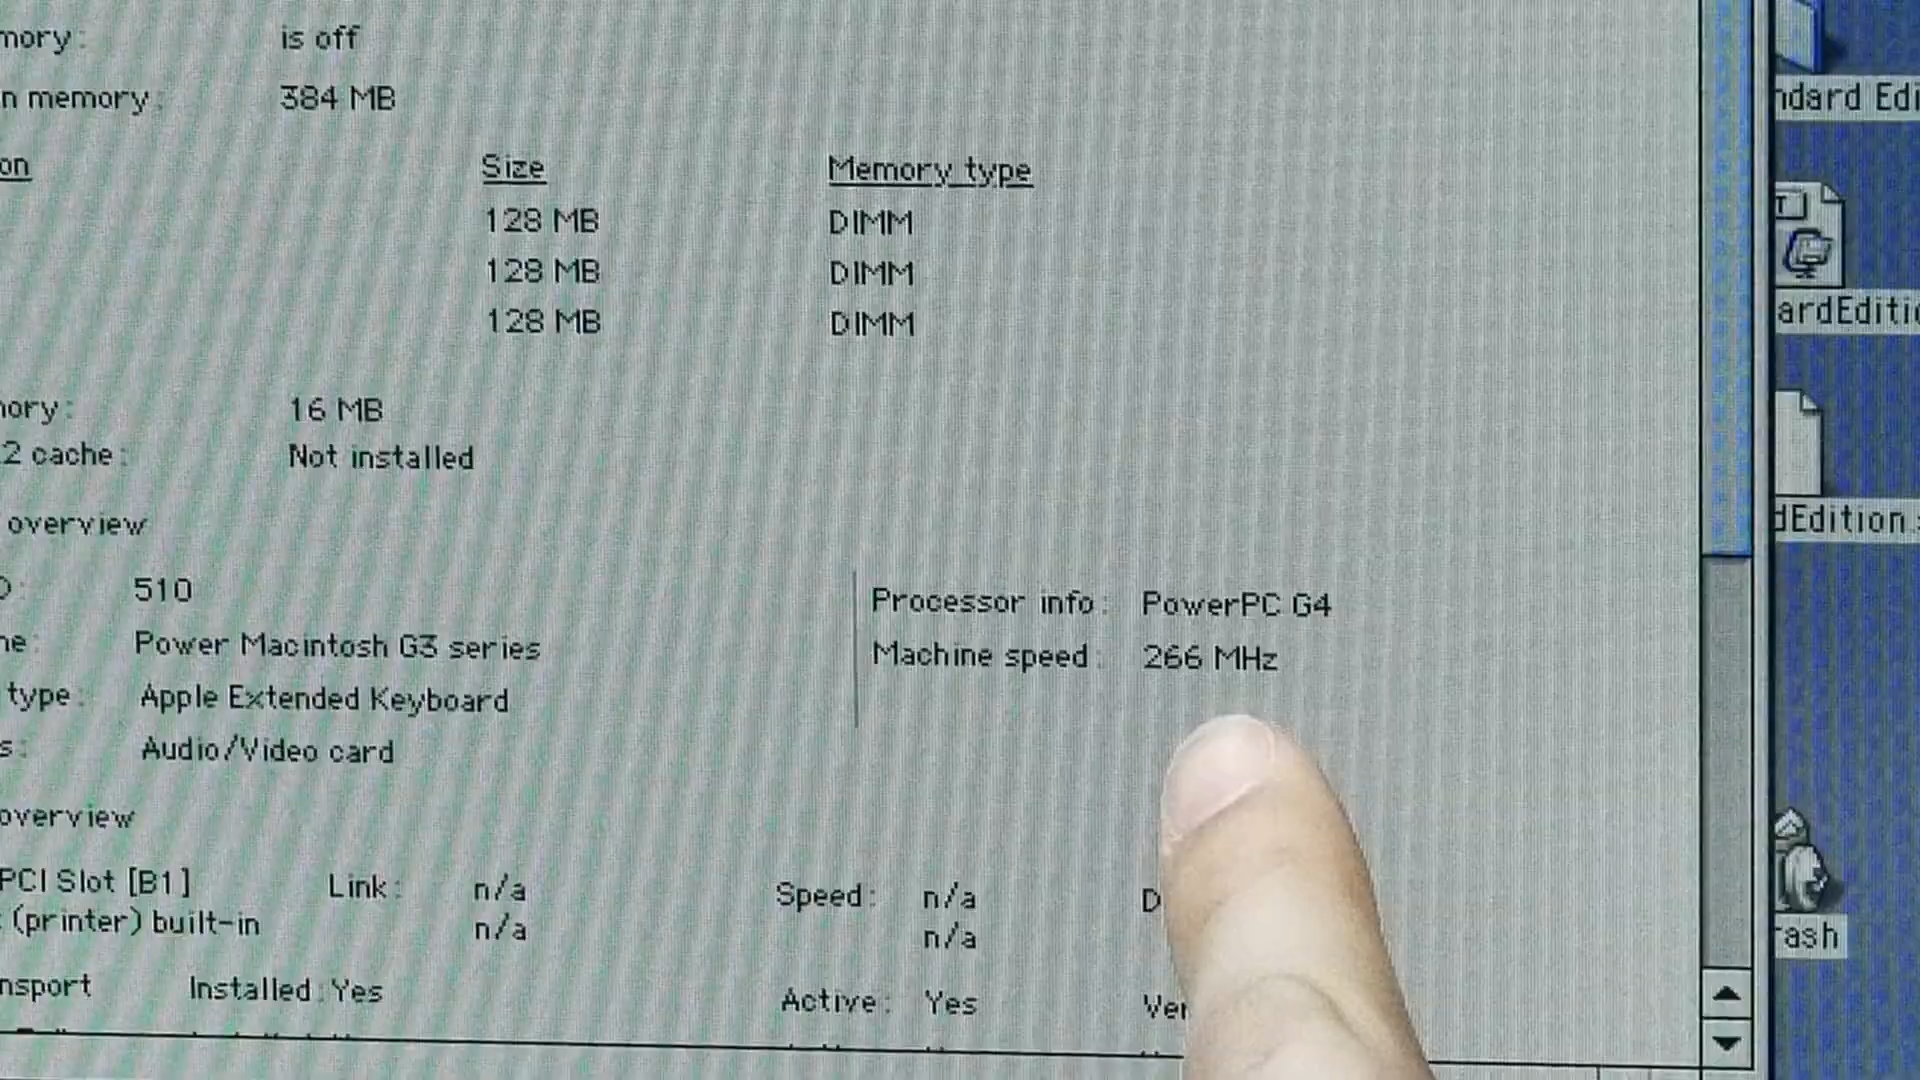 mory: is off
n memory: 384 MB
on Size Memory type
128 MB DIMM
128 MB DIMM
128 MB DIMM
ory: 16 MB
2 cache: Not installed
overview
510
Processor info: PowerPC G4
ne: Power Macintosh G3 series
Machine speed: 266 MHz
type: Apple Extended Keyboard
s: Audio/Video card
overview
PCI Slot [B1] Link: n/a Speed: n/a D
(printer) built-in n/a n/a
nsport Installed: Yes Active: Yes Ver
ndard Edi
T
ardEditio
dEdition.
rash